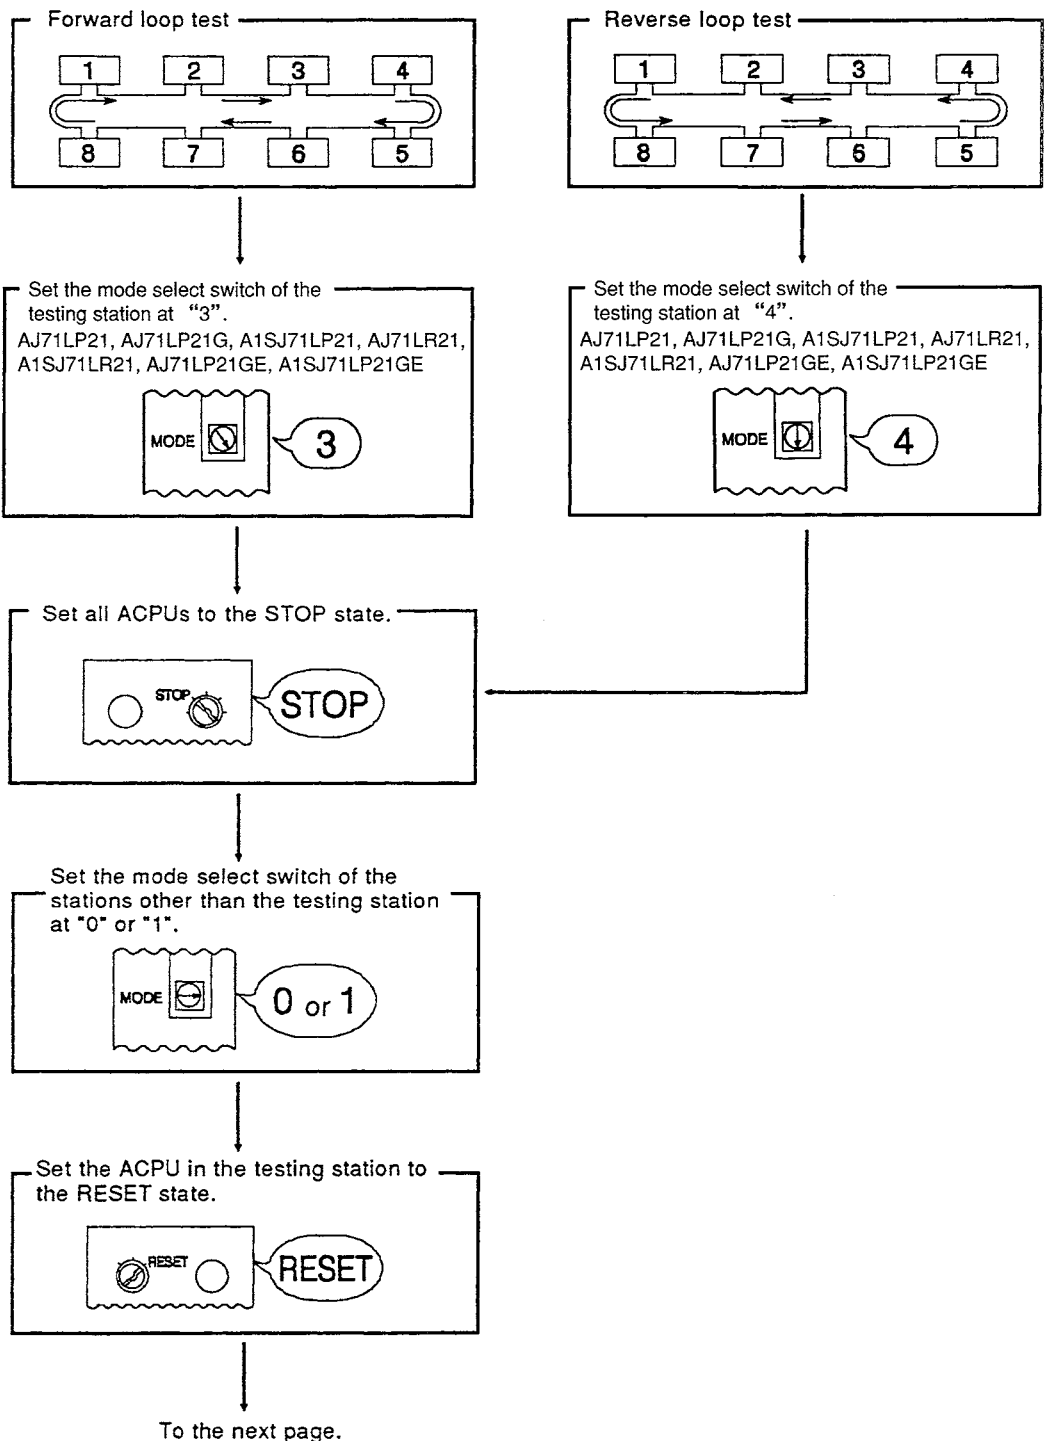 Forward loop test
1 2 3 4
8 7 6 5
Reverse loop test
1 2 3 4
8 7 6 5
Set the mode select switch of the
testing station at "3".
AJ71LP21, AJ71LP21G, A1SJ71LP21, AJ71LR21,
A1SJ71LR21, AJ71LP21GE, A1SJ71LP21GE
MODE
3
Set the mode select switch of the
testing station at "4".
AJ71LP21, AJ71LP21G, A1SJ71LP21, AJ71LR21,
A1SJ71LR21, AJ71LP21GE, A1SJ71LP21GE
MODE
4
Set all ACPUs to the STOP state.
STOP
STOP
Set the mode select switch of the
stations other than the testing station
at "0" or "1".
MODE
0 or 1
Set the ACPU in the testing station to
the RESET state.
RESET
RESET
To the next page.